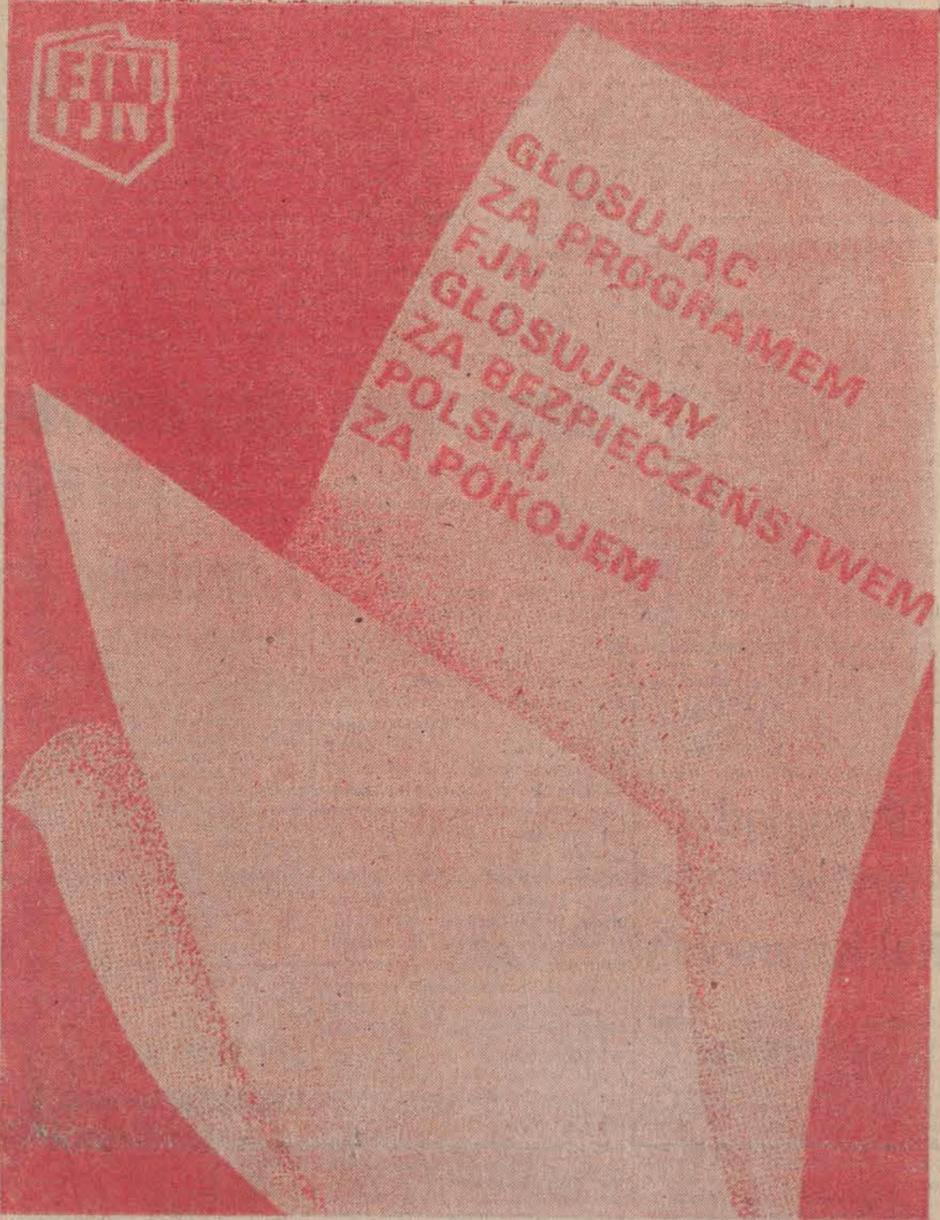 FJN
FJN
GŁOSUJĄC
ZA PROGRAMEM
FJN
GŁOSUJEMY
ZA BEZPIECZEŃSTWEM
POLSKI,
ZA POKOJEM